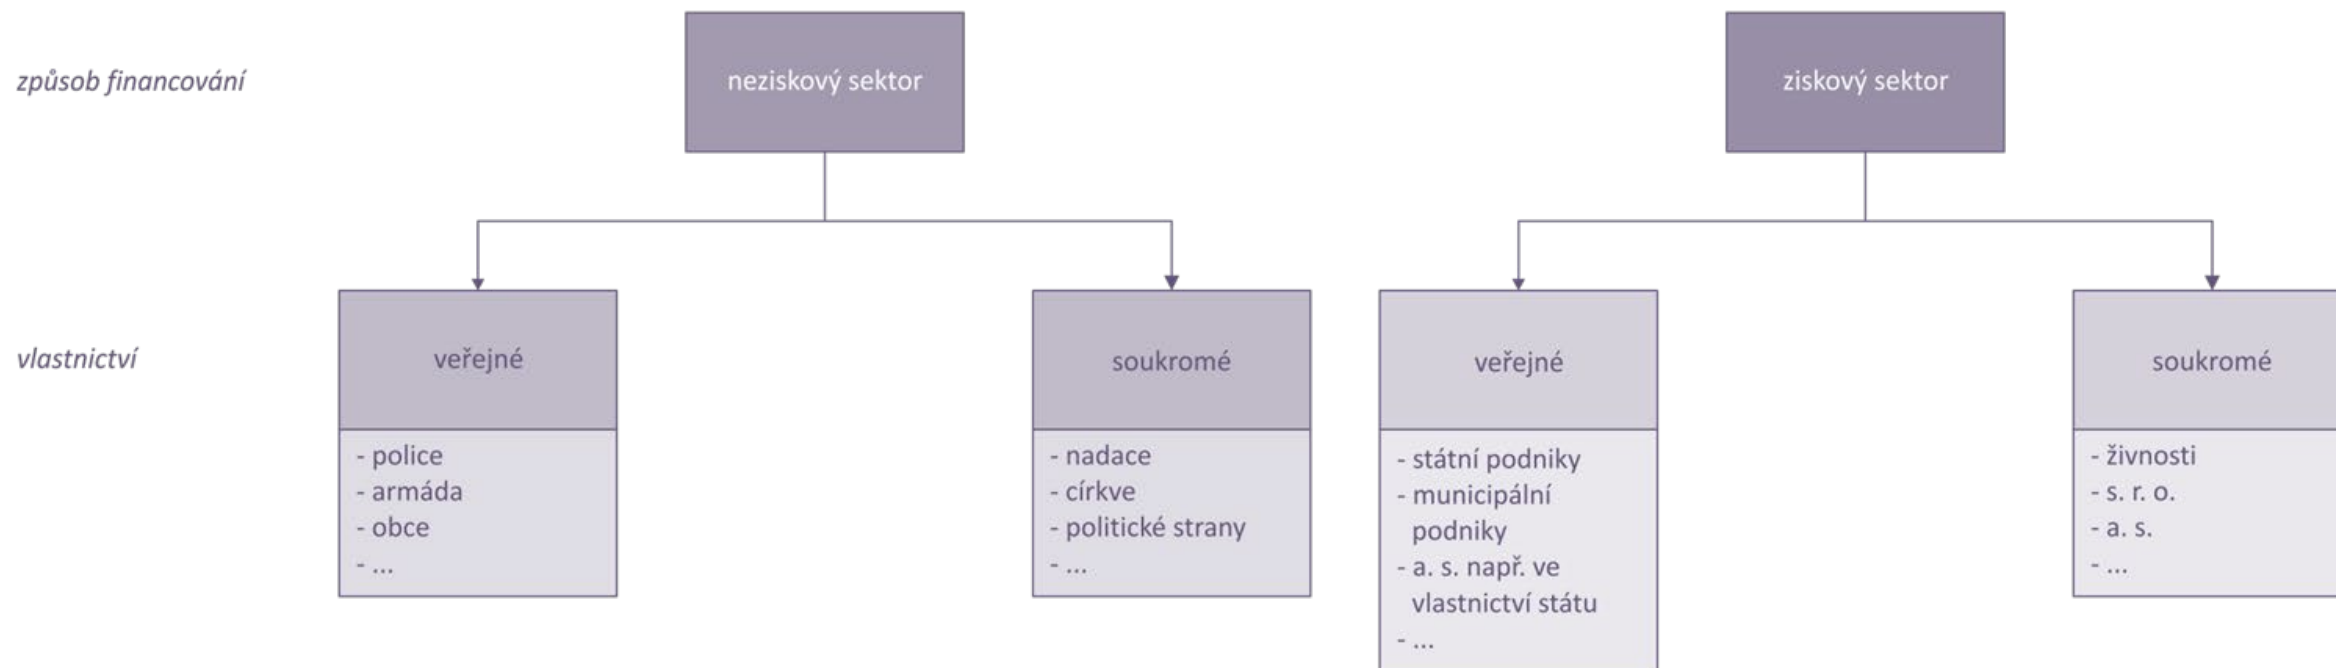 způsob financování
neziskový sektor
ziskový sektor
vlastnictví
veřejné
soukromé
veřejné
soukromé
- police
- armáda
- obce
- ...
- nadace
- církve
- politické strany
- ...
- státní podniky
- municipální
podniky
- a. s. např. ve
vlastnictví státu
- ...
- živnosti
- s. r. o.
- a. s.
- ...